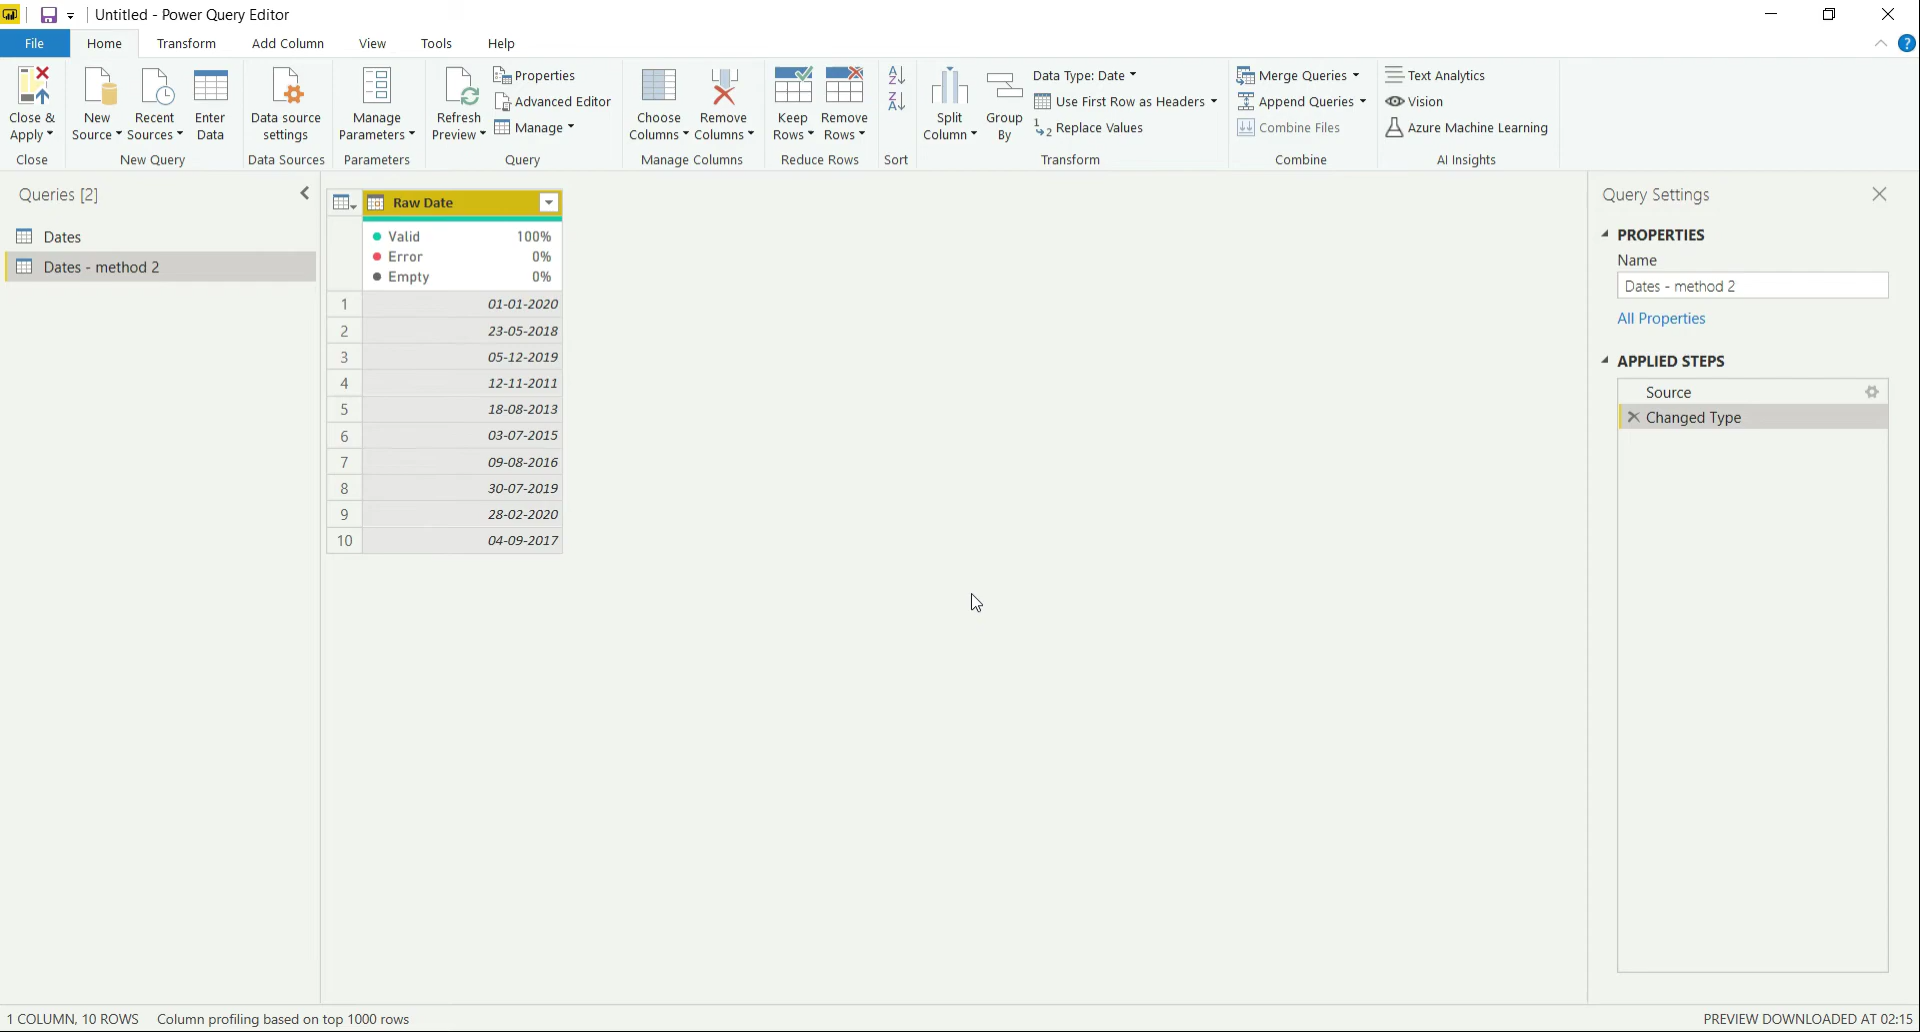 Untitled - Power Query Editor
File Home Transform Add Column View Tools Help
Close & Apply
Close
New Source
Recent Sources
Enter Data
New Query
Data source settings
Data Sources
Manage Parameters
Parameters
Refresh Preview
Properties
Advanced Editor
Manage
Query
Choose Columns
Remove Columns
Manage Columns
Keep Rows
Remove Rows
Reduce Rows
A Z
Z A
Sort
Split Column
Group By
Data Type: Date
Use First Row as Headers
1 2 Replace Values
Transform
Merge Queries
Append Queries
Combine Files
Combine
Text Analytics
Vision
Azure Machine Learning
AI Insights
?
Queries [2]
Dates
Dates - method 2
Raw Date
Valid 100%
Error 0%
Empty 0%
1 01-01-2020
2 23-05-2018
3 05-12-2019
4 12-11-2011
5 18-08-2013
6 03-07-2015
7 09-08-2016
8 30-07-2019
9 28-02-2020
10 04-09-2017
Query Settings
PROPERTIES
Name
Dates - method 2
All Properties
APPLIED STEPS
Source
Changed Type
1 COLUMN, 10 ROWS Column profiling based on top 1000 rows
PREVIEW DOWNLOADED AT 02:15